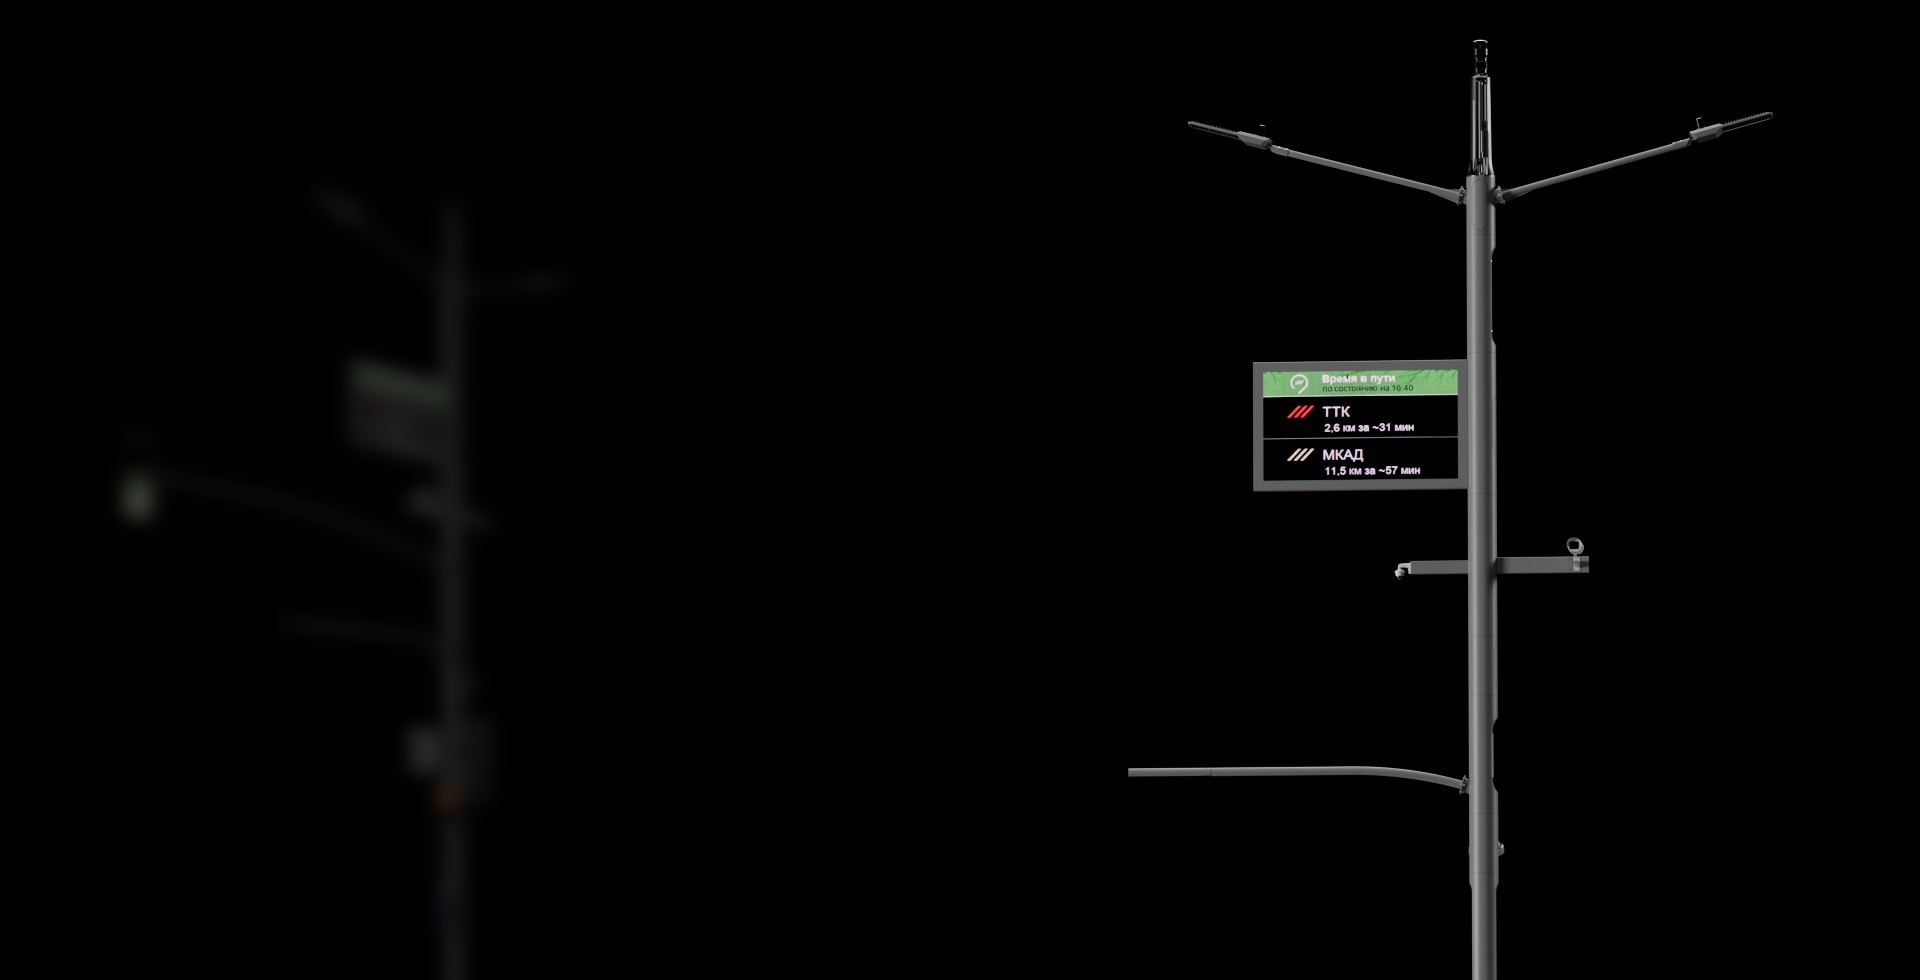 Время в пути
по состоянию на 16:40
ТТК
2,6 км за ~31 мин
МКАД
11,5 км за ~57 мин